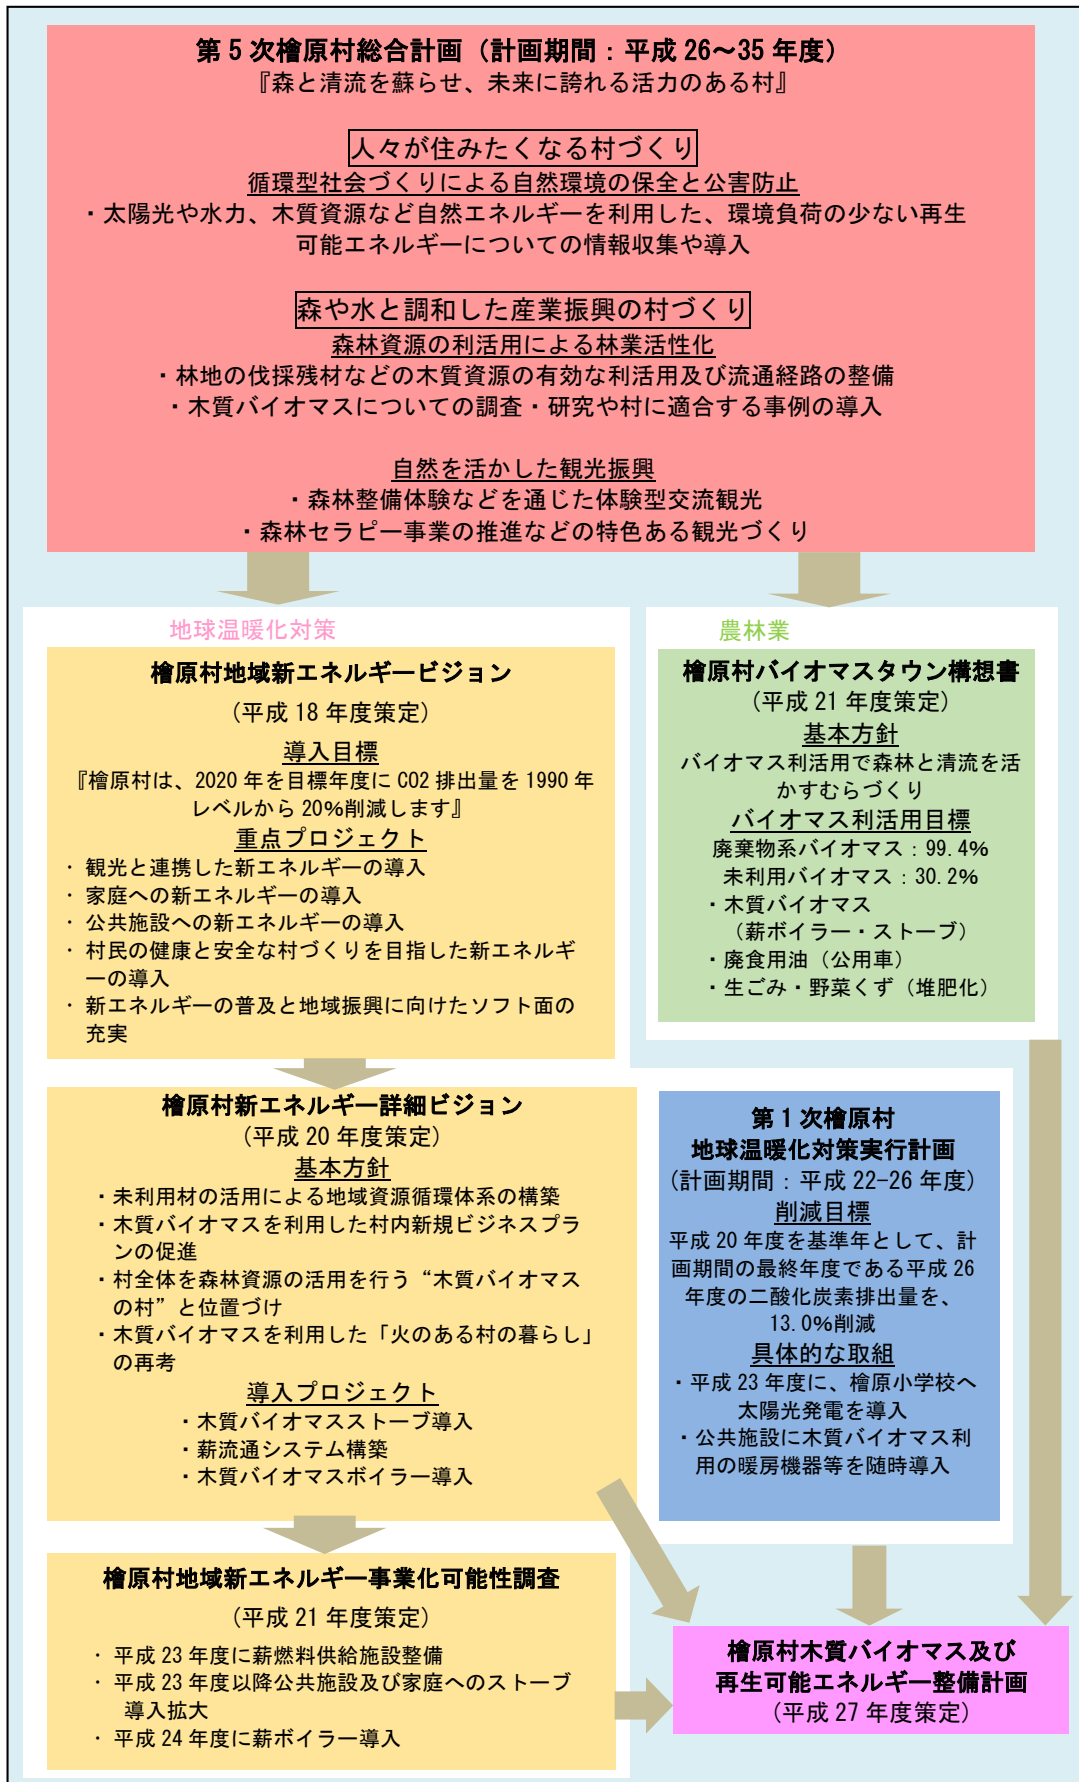 第5次檜原村総合計画（計画期間：平成26～35年度）
『森と清流を蘇らせ、未来に誇れる活力のある村』
人々が住みたくなる村づくり
循環型社会づくりによる自然環境の保全と公害防止
・太陽光や水力、木質資源など自然エネルギーを利用した、環境負荷の少ない再生
可能エネルギーについての情報収集や導入
森や水と調和した産業振興の村づくり
森林資源の利活用による林業活性化
・林地の伐採残材などの木質資源の有効な利活用及び流通経路の整備
・木質バイオマスについての調査・研究や村に適合する事例の導入
自然を活かした観光振興
・森林整備体験などを通じた体験型交流観光
・森林セラピー事業の推進などの特色ある観光づくり
地球温暖化対策
檜原村地域新エネルギービジョン
（平成18年度策定）
導入目標
『檜原村は、2020年を目標年度にCO2排出量を1990年
レベルから20%削減します』
重点プロジェクト
・観光と連携した新エネルギーの導入
・家庭への新エネルギーの導入
・公共施設への新エネルギーの導入
・村民の健康と安全な村づくりを目指した新エネルギ
ーの導入
・新エネルギーの普及と地域振興に向けたソフト面の
充実
農林業
檜原村バイオマスタウン構想書
（平成21年度策定）
基本方針
バイオマス利活用で森林と清流を活
かすむらづくり
バイオマス利活用目標
廃棄物系バイオマス：99.4%
未利用バイオマス：30.2%
・木質バイオマス
（薪ボイラー・ストーブ）
・廃食用油（公用車）
・生ごみ・野菜くず（堆肥化）
檜原村新エネルギー詳細ビジョン
（平成20年度策定）
基本方針
・未利用材の活用による地域資源循環体系の構築
・木質バイオマスを利用した村内新規ビジネスプラ
ンの促進
・村全体を森林資源の活用を行う“木質バイオマス
の村”と位置づけ
・木質バイオマスを利用した「火のある村の暮らし」
の再考
導入プロジェクト
・木質バイオマスストーブ導入
・薪流通システム構築
・木質バイオマスボイラー導入
第1次檜原村
地球温暖化対策実行計画
（計画期間：平成22-26年度）
削減目標
平成20年度を基準年として、計
画期間の最終年度である平成26
年度の二酸化炭素排出量を、
13.0%削減
具体的な取組
・平成23年度に、檜原小学校へ
太陽光発電を導入
・公共施設に木質バイオマス利
用の暖房機器等を随時導入
檜原村地域新エネルギー事業化可能性調査
（平成21年度策定）
・平成23年度に薪燃料供給施設整備
・平成23年度以降公共施設及び家庭へのストーブ
導入拡大
・平成24年度に薪ボイラー導入
檜原村木質バイオマス及び
再生可能エネルギー整備計画
（平成27年度策定）